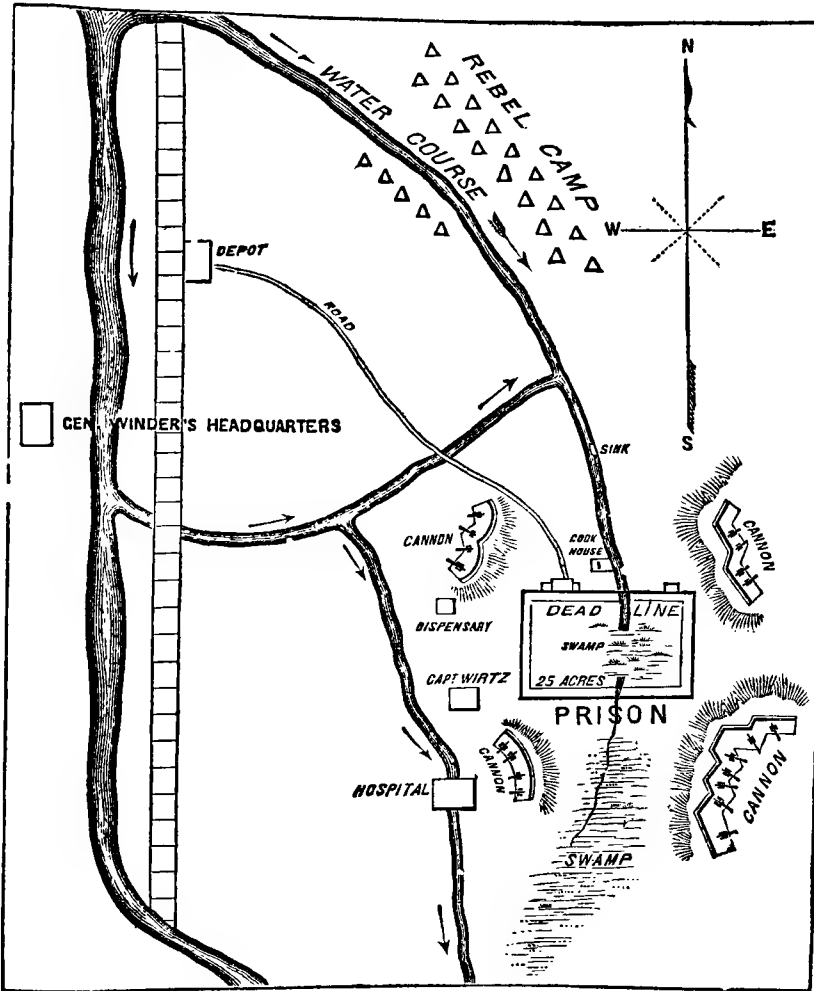 N
REBEL CAMP
WATER COURSE
W
E
DEPOT
ROAD
GEN. WINDER'S HEADQUARTERS
S
SINK
CANNON
COOK
HOUSE
CANNON
DISPENSARY
DEAD LINE
SWAMP
CAPT WIRTZ
25 ACRES
PRISON
CANNON
HOSPITAL
CANNON
SWAMP